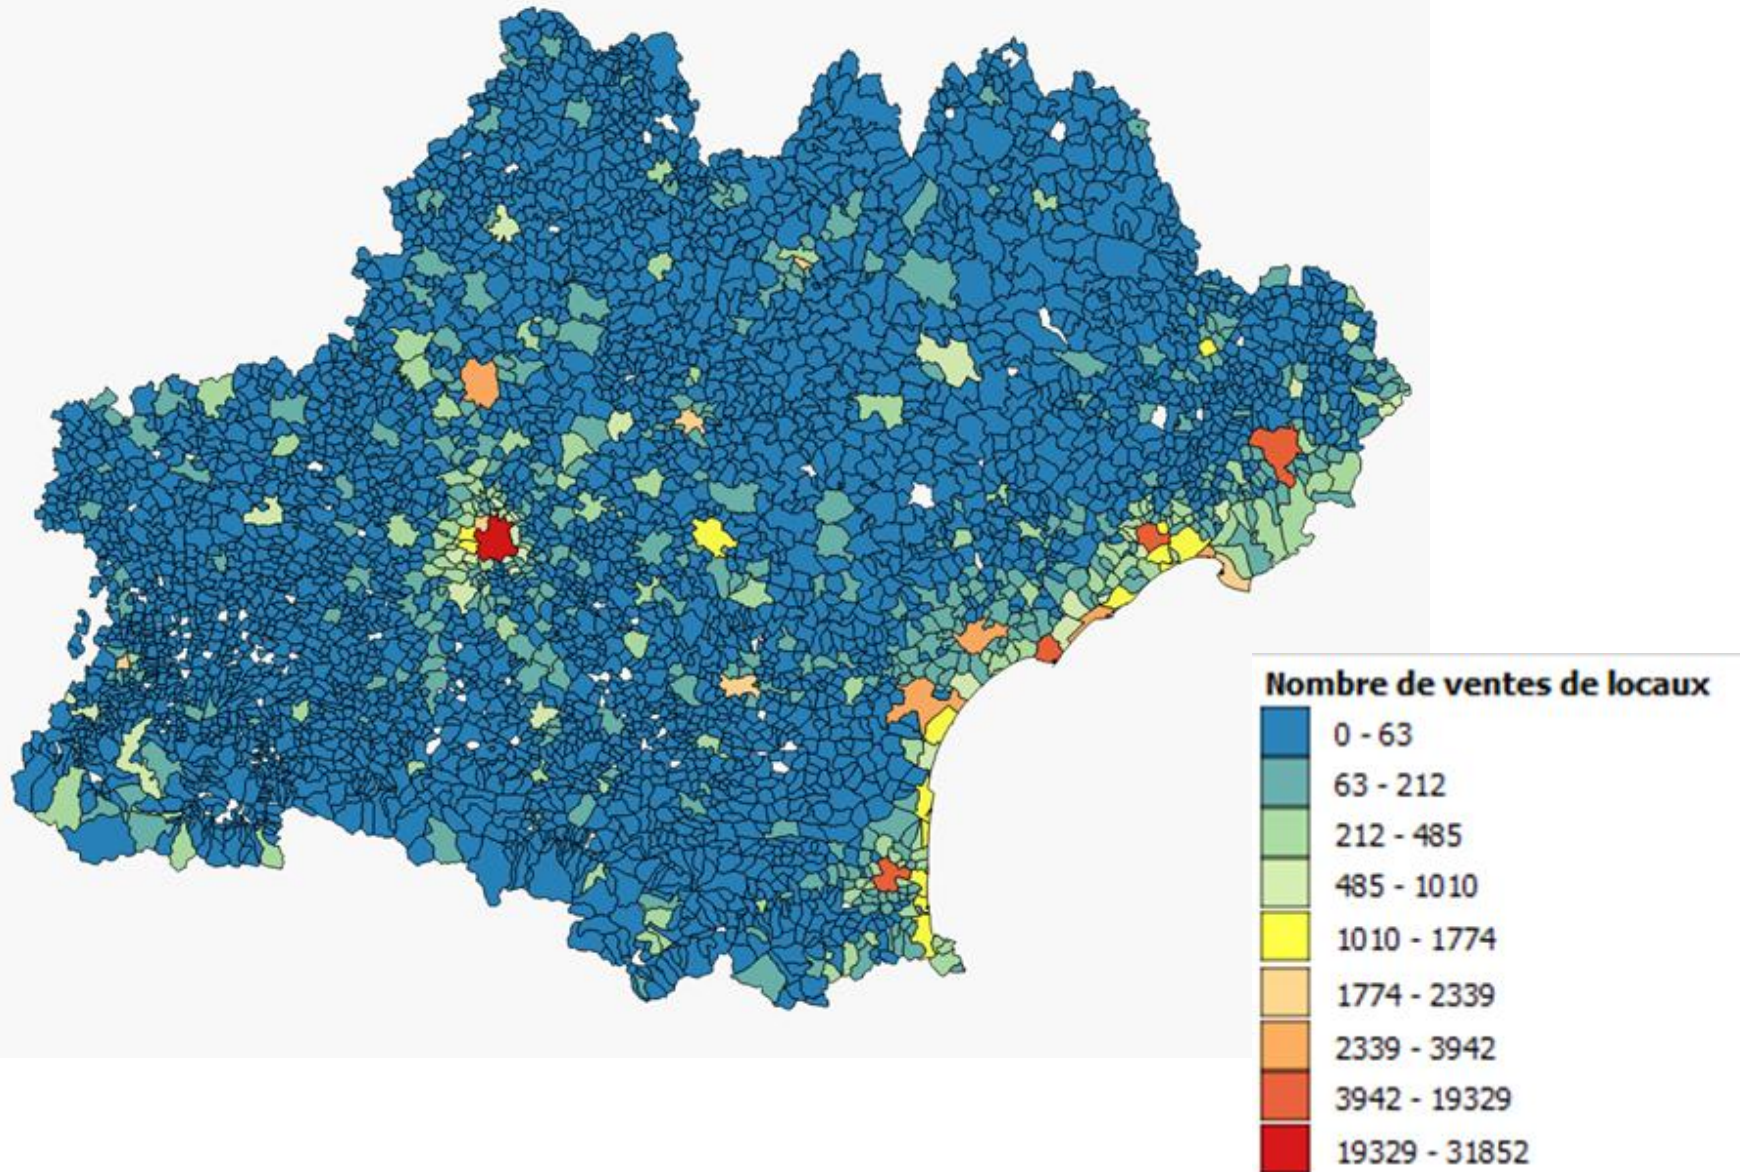 Nombre de ventes de locaux
0 - 63
63 - 212
212 - 485
485 - 1010
1010 - 1774
1774 - 2339
2339 - 3942
3942 - 19329
19329 - 31852